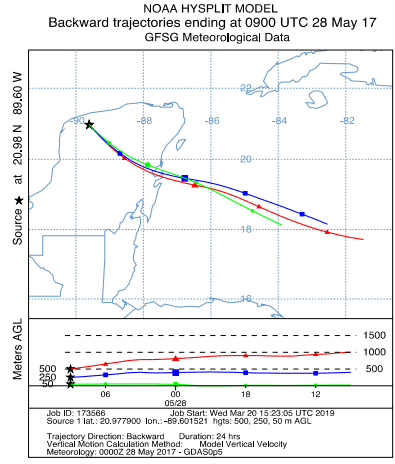 NOAA HYSPLIT MODEL
Backward trajectories ending at 0900 UTC 28 May 17
GFSG Meteorological Data
Source ★ at 20.98 N 89.60 W
-90 -88 -86 -84 -82
22
20
18
16
Meters AGL
1500
1000
500
500
250
50
06 00 18 12
05/28
Job ID: 173566 Job Start: Wed Mar 20 15:23:05 UTC 2019
Source 1 lat.: 20.977900 lon.: -89.601521 hgts: 500, 250, 50 m AGL
Trajectory Direction: Backward Duration: 24 hrs
Vertical Motion Calculation Method: Model Vertical Velocity
Meteorology: 0000Z 28 May 2017 - GDAS0p5